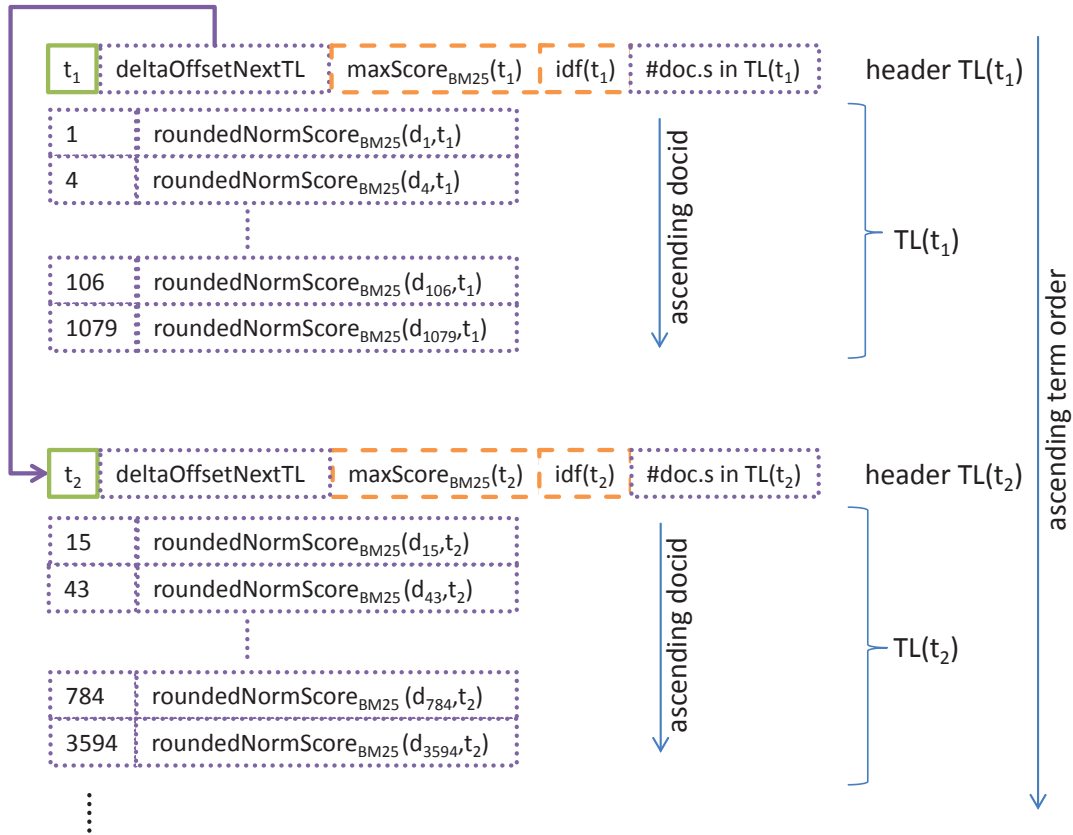 t1 deltaOffsetNextTL maxScoreBM25(t1) idf(t1) #doc.s in TL(t1) header TL(t1)
1 roundedNormScoreBM25(d1,t1)
4 roundedNormScoreBM25(d4,t1)
106 roundedNormScoreBM25(d106,t1)
1079 roundedNormScoreBM25(d1079,t1)
ascending docid
TL(t1)
ascending term order
t2 deltaOffsetNextTL maxScoreBM25(t2) idf(t2) #doc.s in TL(t2) header TL(t2)
15 roundedNormScoreBM25(d15,t2)
43 roundedNormScoreBM25(d43,t2)
784 roundedNormScoreBM25 (d784,t2)
3594 roundedNormScoreBM25(d3594,t2)
ascending docid
TL(t2)